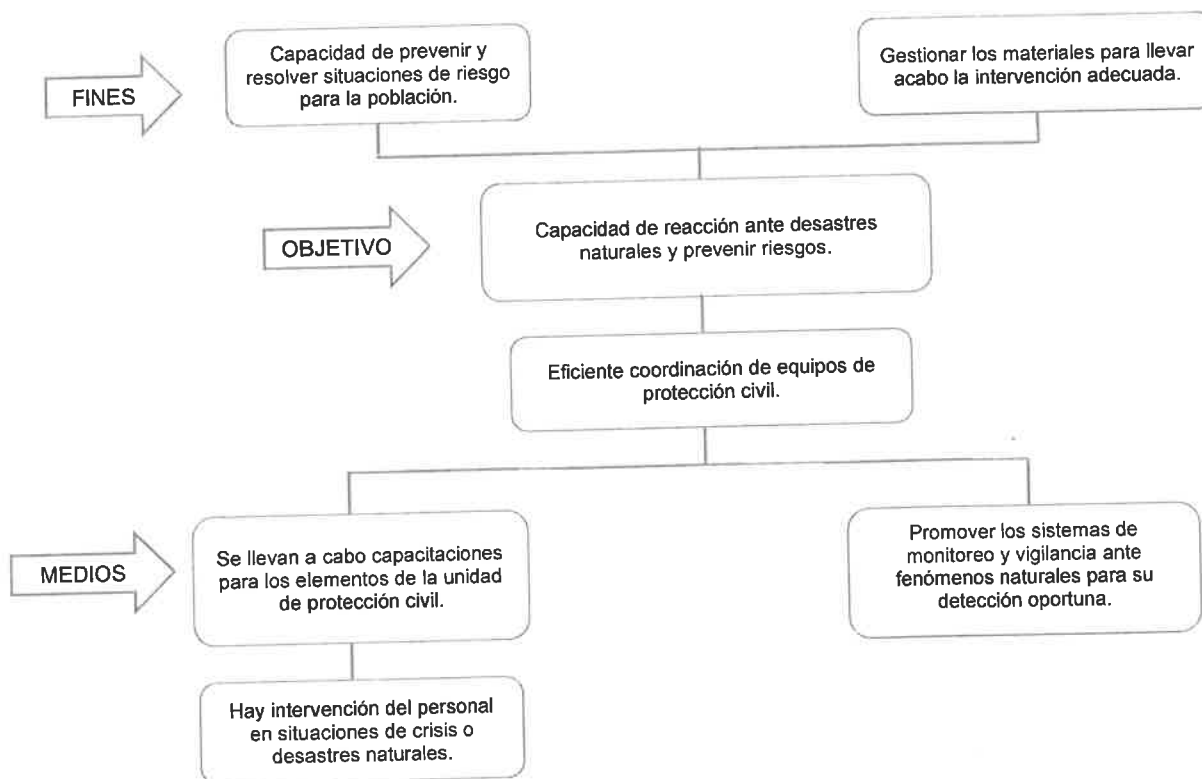 FINES
Capacidad de prevenir y
resolver situaciones de riesgo
para la población.
Gestionar los materiales para llevar
acabo la intervención adecuada.
OBJETIVO
Capacidad de reacción ante desastres
naturales y prevenir riesgos.
Eficiente coordinación de equipos de
protección civil.
MEDIOS
Se llevan a cabo capacitaciones
para los elementos de la unidad
de protección civil.
Promover los sistemas de
monitoreo y vigilancia ante
fenómenos naturales para su
detección oportuna.
Hay intervención del personal
en situaciones de crisis o
desastres naturales.